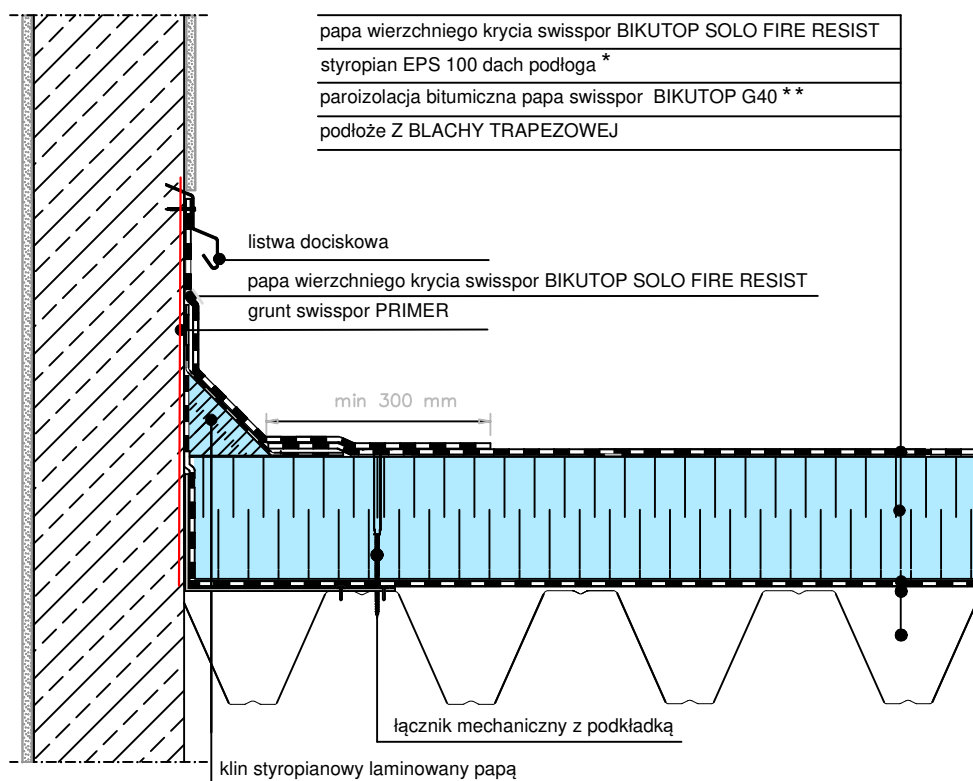 papa wierzchniego krycia swisspor BIKUTOP SOLO FIRE RESIST
styropian EPS 100 dach podłoga *
paroizolacja bitumiczna papa swisspor BIKUTOP G40 **
podłoże Z BLACHY TRAPEZOWEJ
listwa dociskowa
papa wierzchniego krycia swisspor BIKUTOP SOLO FIRE RESIST
grunt swisspor PRIMER
min 300 mm
łącznik mechaniczny z podkładką
klin styropianowy laminowany papą